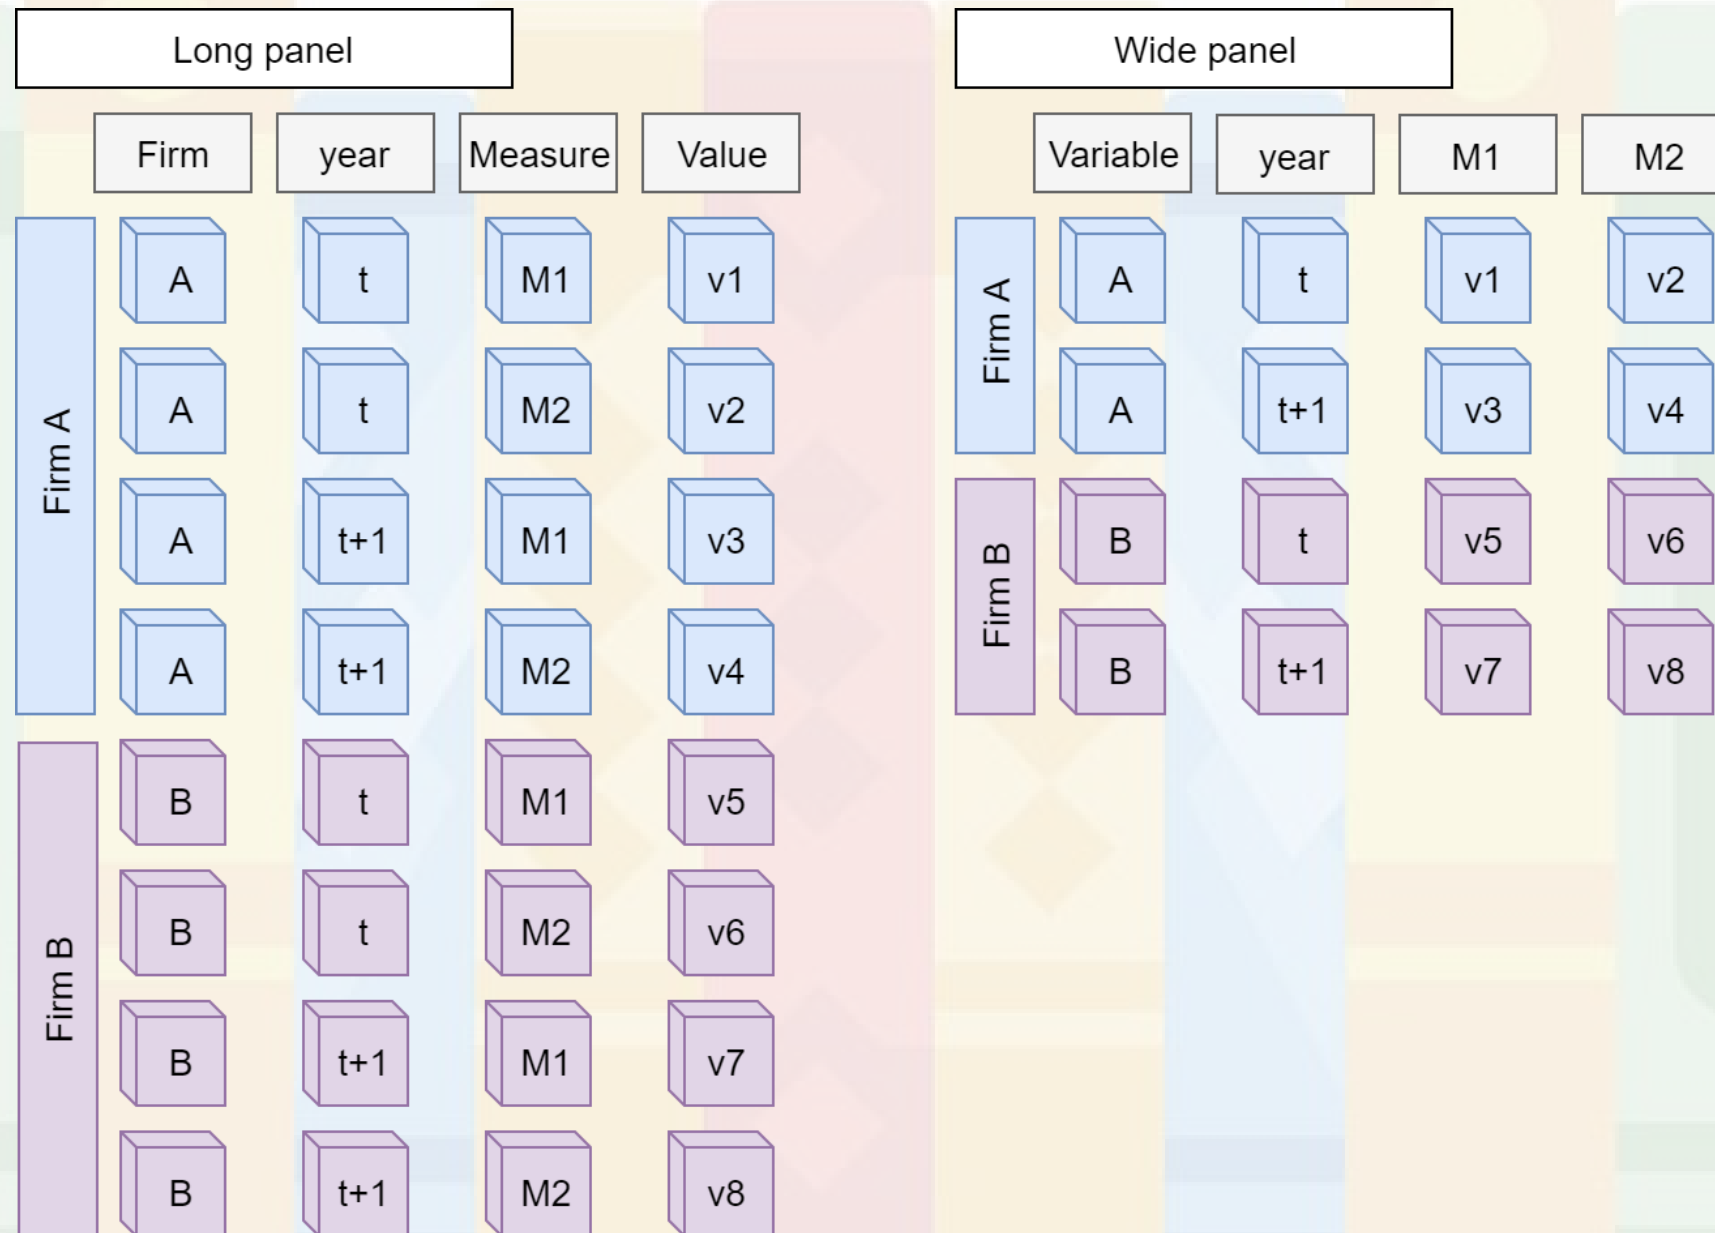 Long panel
Firm year Measure Value
Firm A
A t M1 v1
A t M2 v2
A t+1 M1 v3
A t+1 M2 v4
Firm B
B t M1 v5
B t M2 v6
B t+1 M1 v7
B t+1 M2 v8
Wide panel
Variable year M1 M2
Firm A
A t v1 v2
A t+1 v3 v4
Firm B
B t v5 v6
B t+1 v7 v8